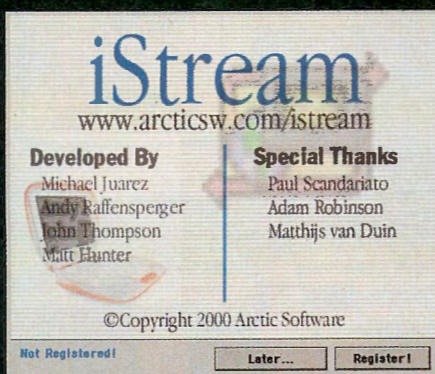 iStream
www.arcticsw.com/istream
Developed By
Michael Juarez
Andy Raffensperger
John Thompson
Matt Hunter
Special Thanks
Paul Scandariato
Adam Robinson
Matthijs van Duin
©Copyright 2000 Arctic Software
Not Registered!
Later...
Register!